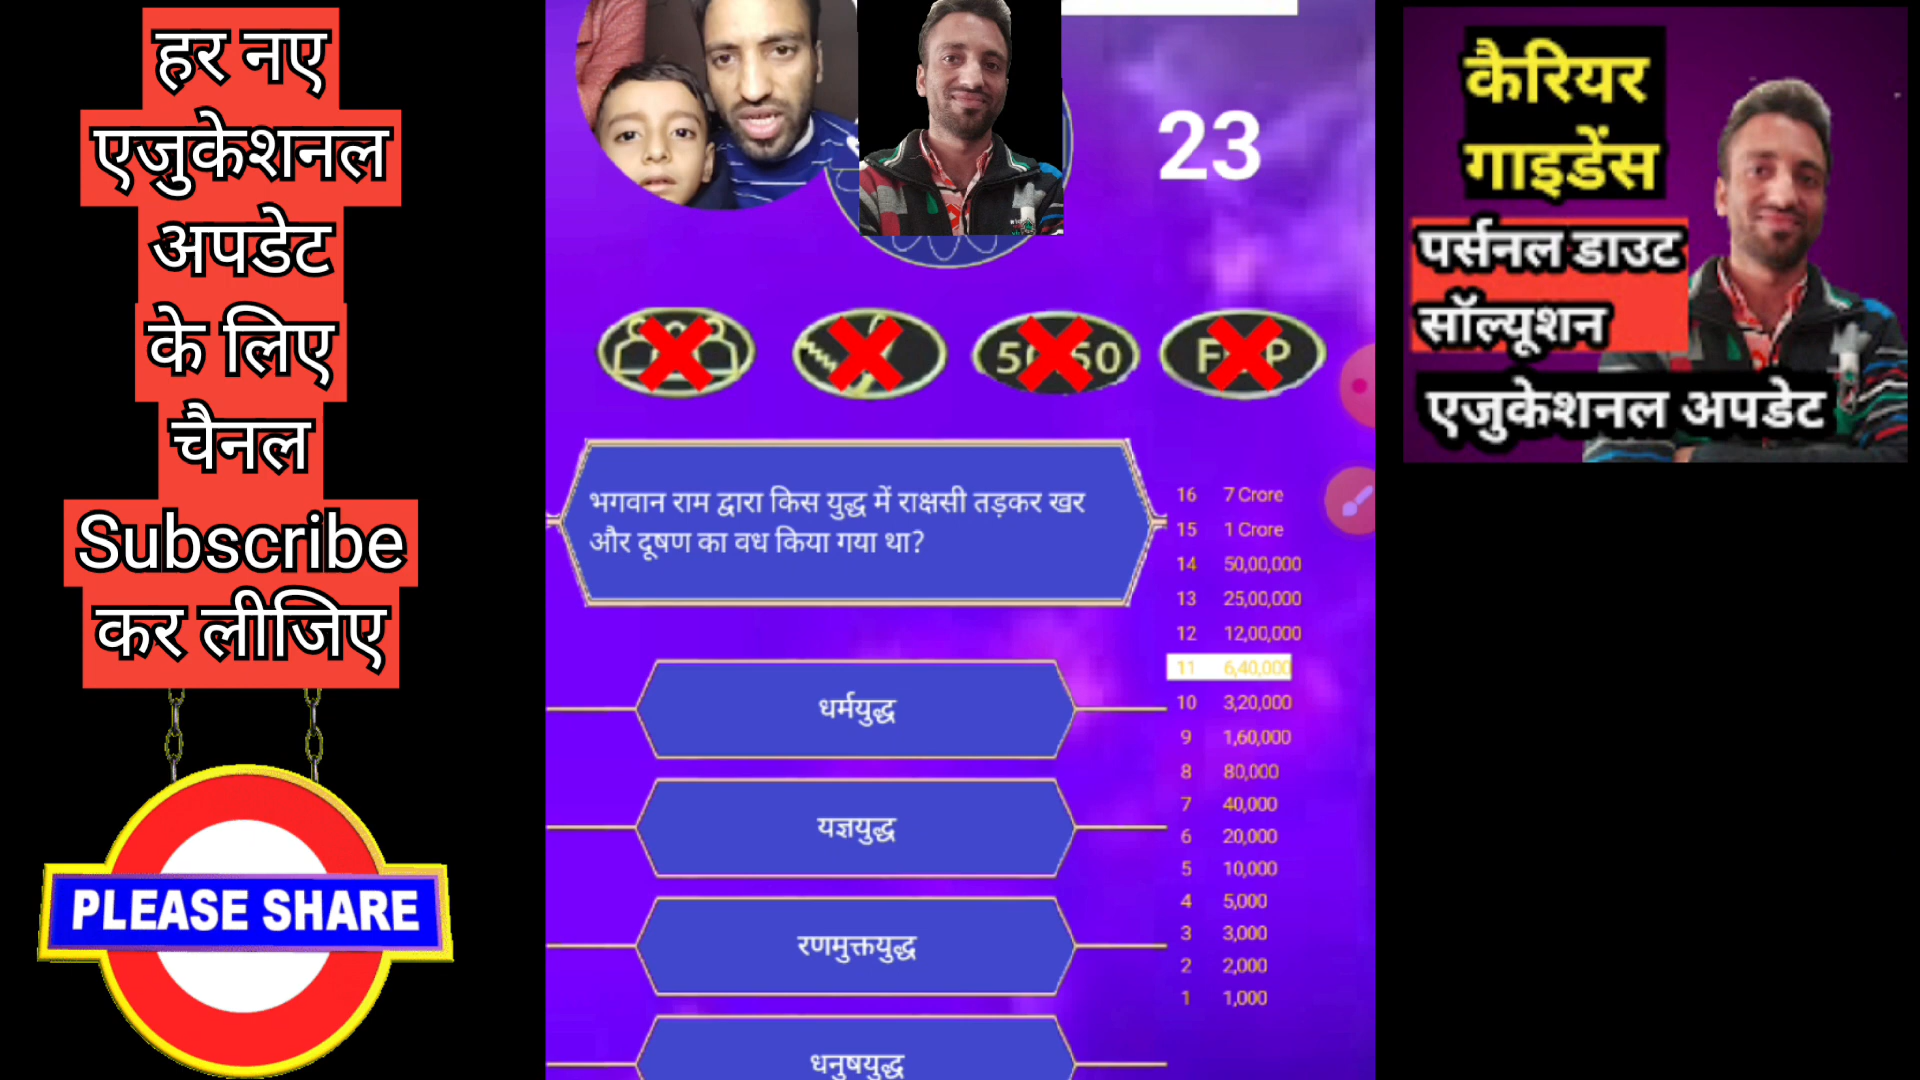 हर नए
एजुकेशनल
अपडेट
के लिए
चैनल
Subscribe
कर लीजिए
PLEASE SHARE
23
50:50
भगवान राम द्वारा किस युद्ध में राक्षसी तड़कर खर
और दूषण का वध किया गया था?
धर्मयुद्ध
यज्ञयुद्ध
रणमुक्तयुद्ध
धनुषयुद्ध
16 7 Crore
15 1 Crore
14 50,00,000
13 25,00,000
12 12,00,000
11 6,40,000
10 3,20,000
9 1,60,000
8 80,000
7 40,000
6 20,000
5 10,000
4 5,000
3 3,000
2 2,000
1 1,000
कैरियर
गाइडेंस
पर्सनल डाउट
सॉल्यूशन
एजुकेशनल अपडेट